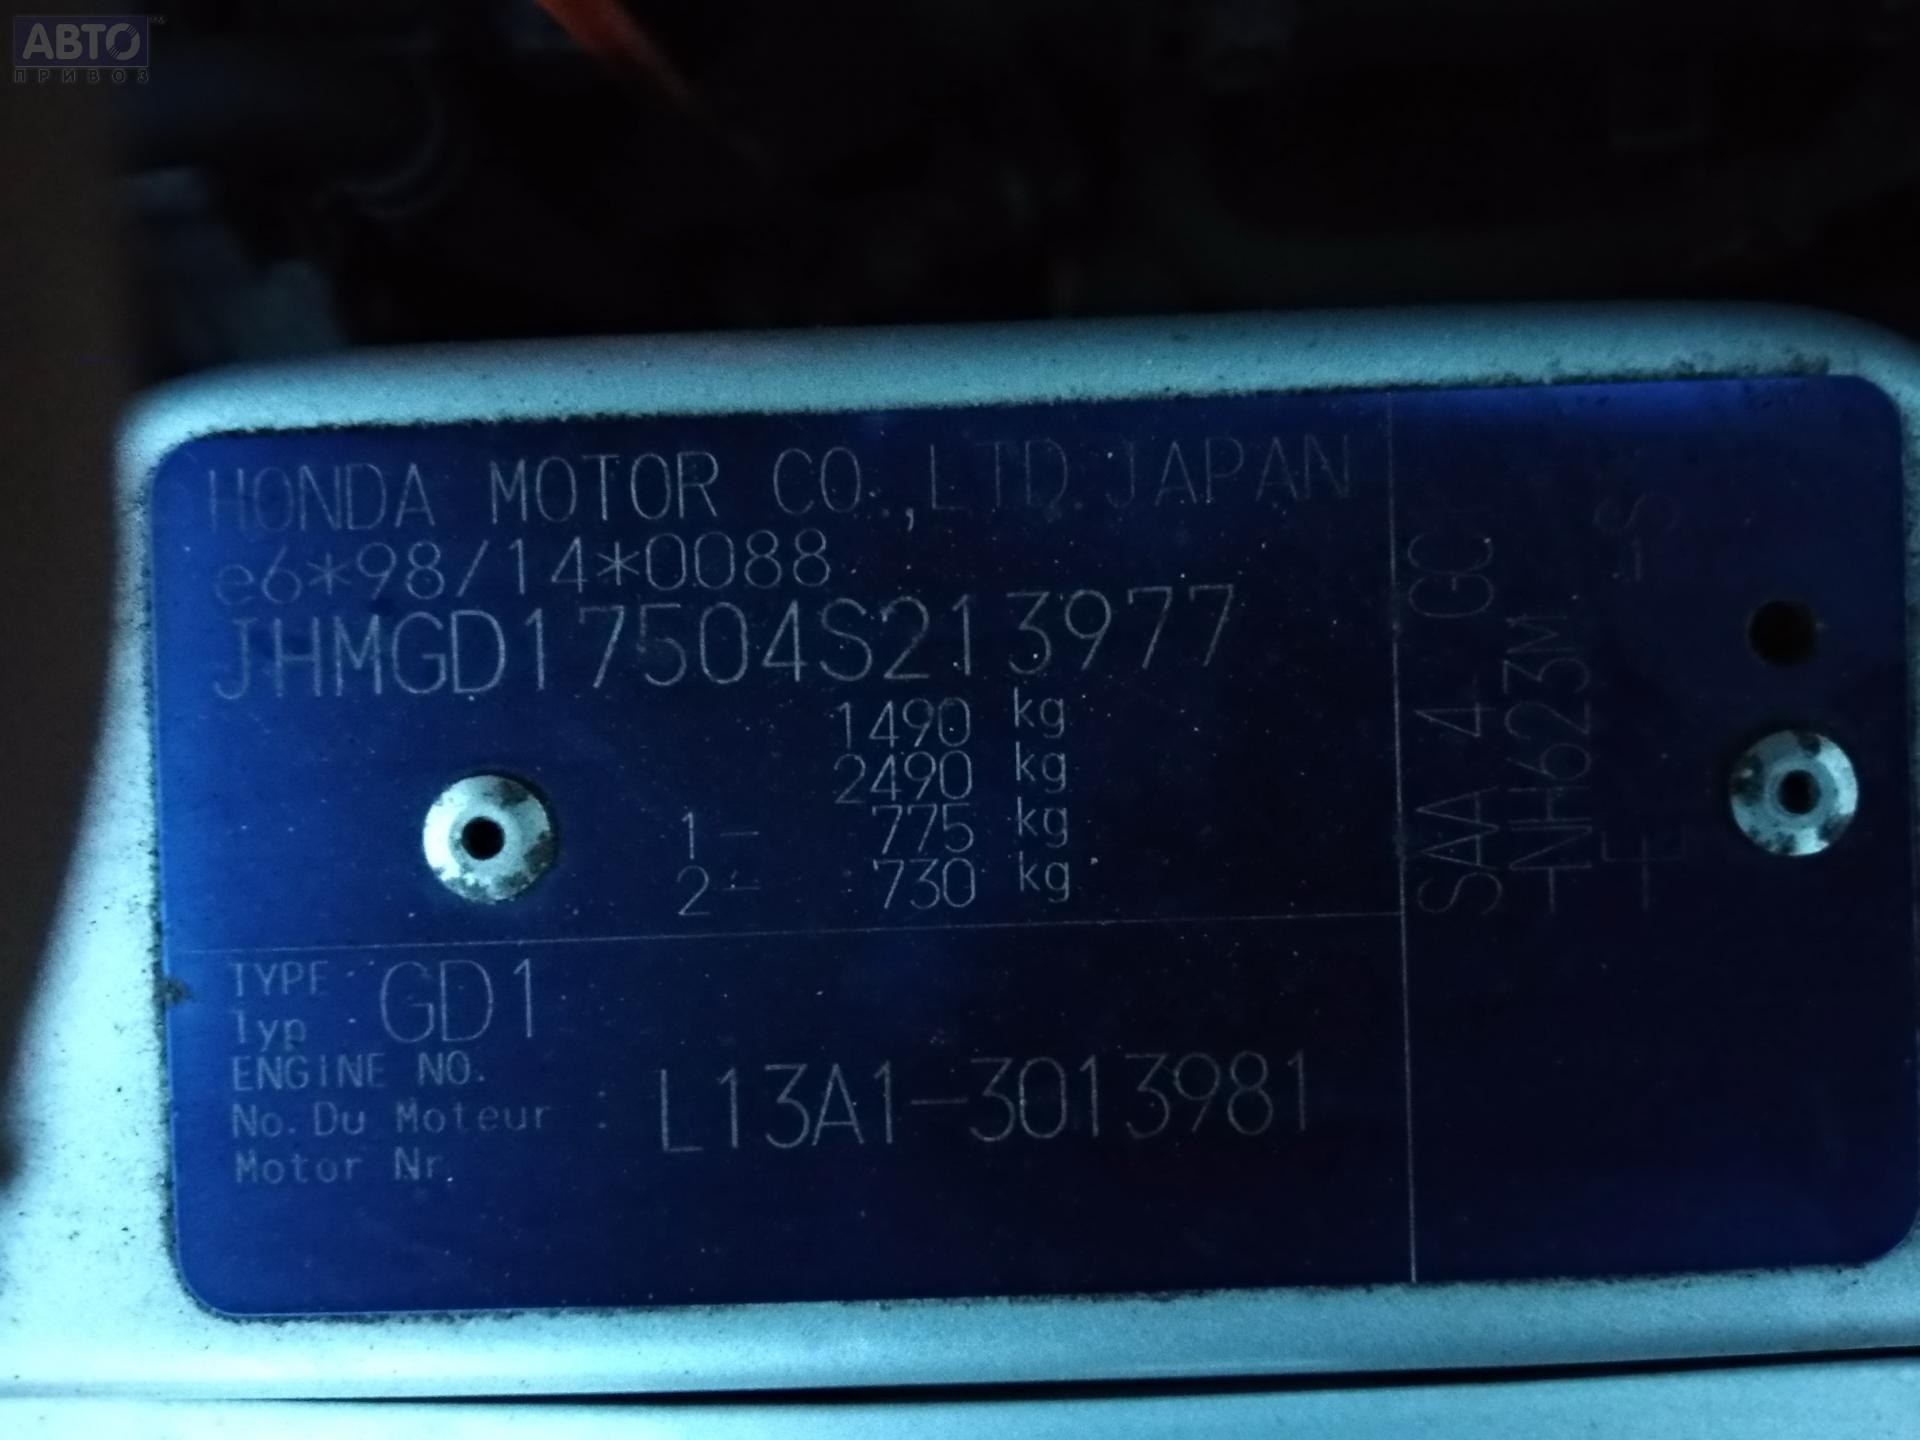 АВТО
ПРИВОЗ
HONDA MOTOR CO.,LTD.JAPAN
e6*98/14*0088
JHMGD17504S213977
1490 kg
2490 kg
1- 775 kg
2- 730 kg
TYPE
Typ : GD1
ENGINE NO.
No. Du Moteur : L13A1-3013981
Motor Nr.
SAA 4 GC
-NH623M
-E -S